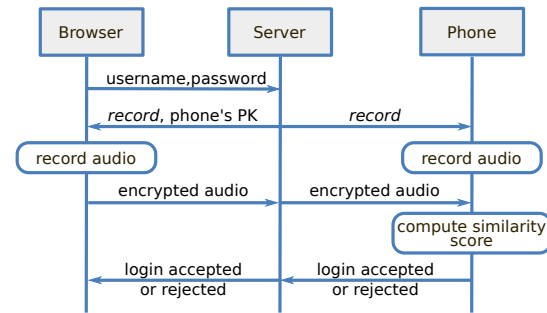 Browser
Server
Phone
username,password
record, phone's PK
record
record audio
record audio
encrypted audio
encrypted audio
compute similarity
score
login accepted
or rejected
login accepted
or rejected